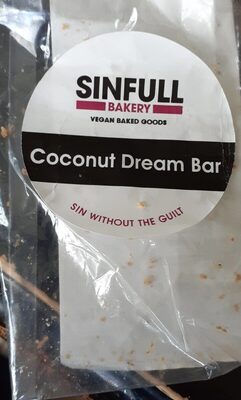 SINFULL
BAKERY
VEGAN BAKED GOODS
Coconut Dream Bar
SIN WITHOUT THE GUILT